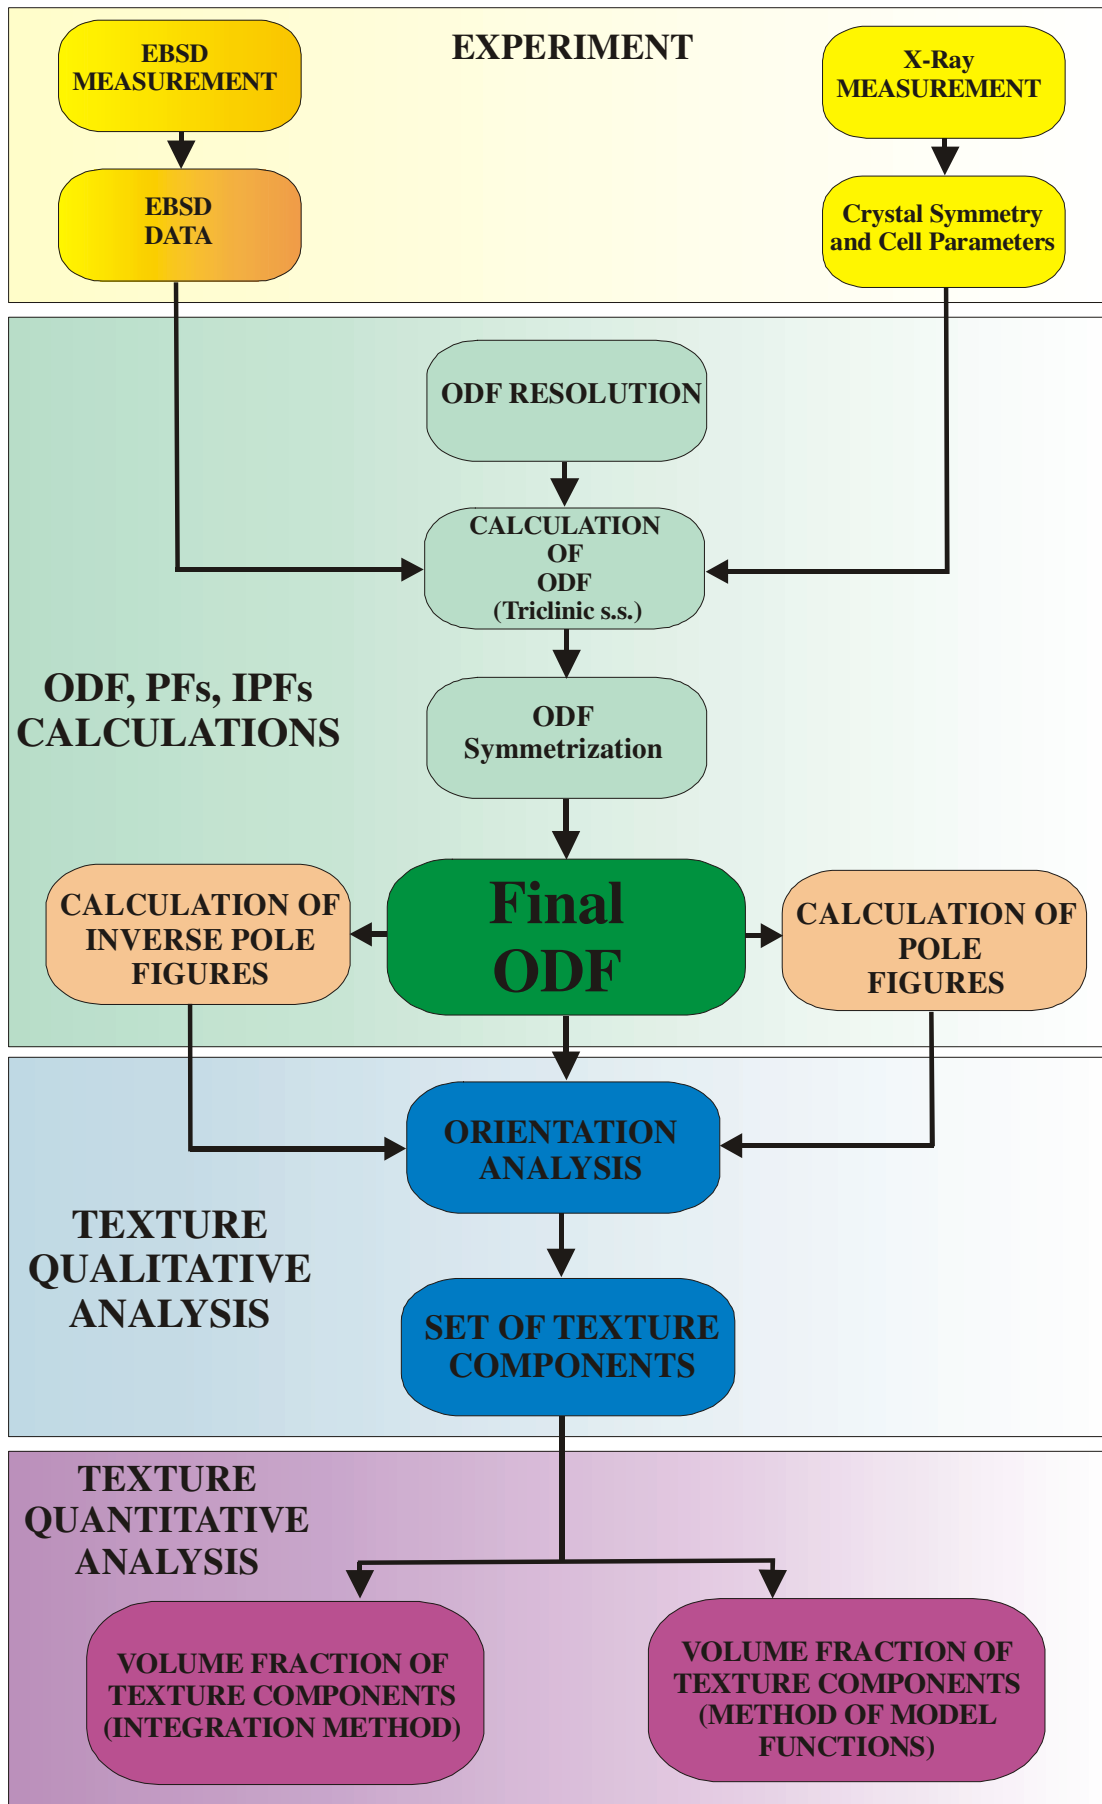 EXPERIMENT
EBSD
MEASUREMENT
X-Ray
MEASUREMENT
EBSD
DATA
Crystal Symmetry
and Cell Parameters
ODF RESOLUTION
CALCULATION
OF
ODF
(Triclinic s.s.)
ODF, PFs, IPFs
CALCULATIONS
ODF
Symmetrization
CALCULATION OF
INVERSE POLE
FIGURES
Final
ODF
CALCULATION OF
POLE
FIGURES
ORIENTATION
ANALYSIS
TEXTURE
QUALITATIVE
ANALYSIS
SET OF TEXTURE
COMPONENTS
TEXTURE
QUANTITATIVE
ANALYSIS
VOLUME FRACTION OF
TEXTURE COMPONENTS
(INTEGRATION METHOD)
VOLUME FRACTION OF
TEXTURE COMPONENTS
(METHOD OF MODEL
FUNCTIONS)